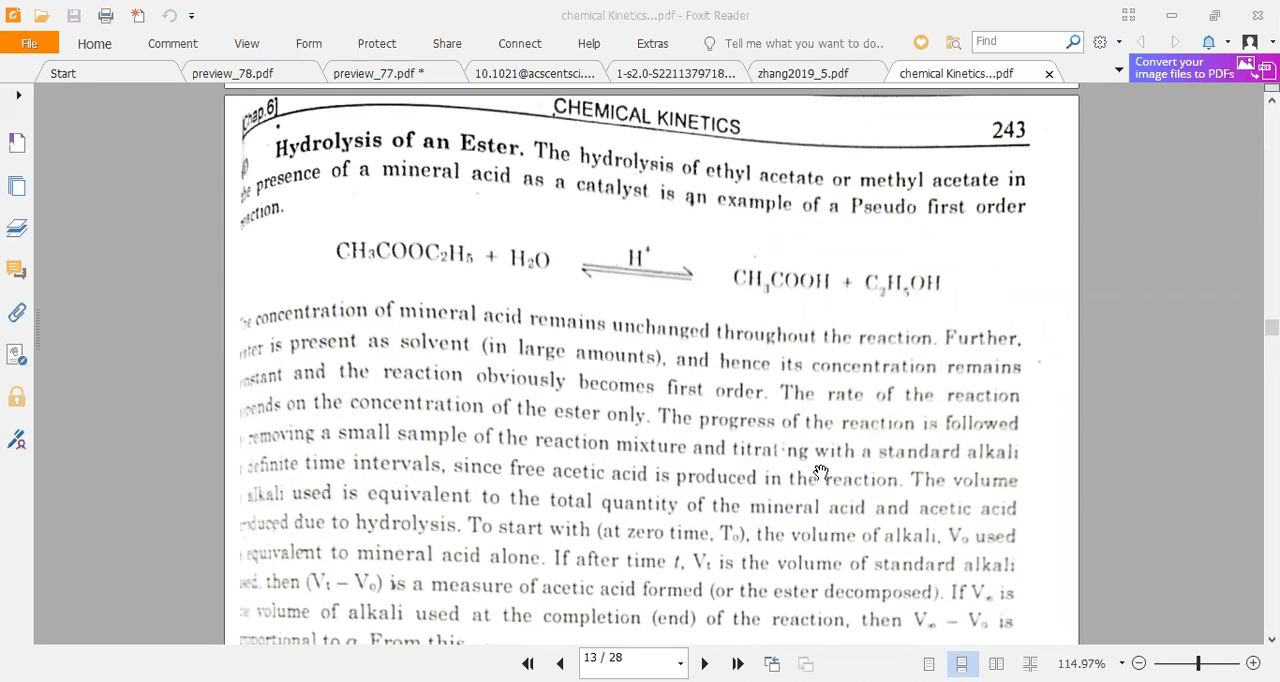 chemical Kinetics...pdf - Foxit Reader
File Home Comment View Form Protect Share Connect Help Extras Tell me what you want to do.. Find
Start preview_78.pdf preview_77.pdf * 10.1021@acscentsci.... 1-s2.0-S2211379718... zhang2019_5.pdf chemical Kinetics...pdf
Convert your
image files to PDFs
[Chap.6] CHEMICAL KINETICS 243
Hydrolysis of an Ester. The hydrolysis of ethyl acetate or methyl acetate in
presence of a mineral acid as a catalyst is an example of a Pseudo first order
CH₃COOC₂H₅ + H₂O H⁺ CH₃COOH + C₂H₅OH
concentration of mineral acid remains unchanged throughout the reaction. Further,
is present as solvent (in large amounts), and hence its concentration remains
and the reaction obviously becomes first order. The rate of the reaction
on the concentration of the ester only. The progress of the reaction is followed
removing a small sample of the reaction mixture and titrating with a standard alkali
definite time intervals, since free acetic acid is produced in the reaction. The volume
alkali used is equivalent to the total quantity of the mineral acid and acetic acid
due to hydrolysis. To start with (at zero time, T₀), the volume of alkali, V₀ used
equivalent to mineral acid alone. If after time t, Vₜ is the volume of standard alkali
then (Vₜ – V₀) is a measure of acetic acid formed (or the ester decomposed). If V∞ is
volume of alkali used at the completion (end) of the reaction, then V∞ – V₀ is
to a. From this
13 / 28 114.97%